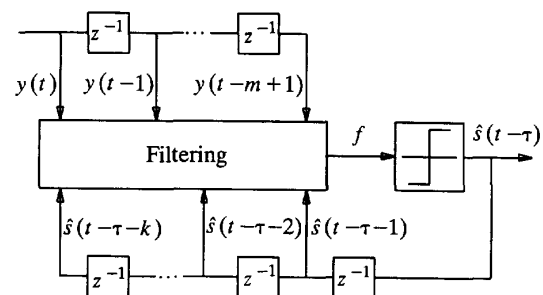 z⁻¹ ... z⁻¹
y(t) y(t−1) y(t−m+1)
Filtering f ŝ(t−τ)
ŝ(t−τ−k) ŝ(t−τ−2) ŝ(t−τ−1)
z⁻¹ ... z⁻¹ z⁻¹